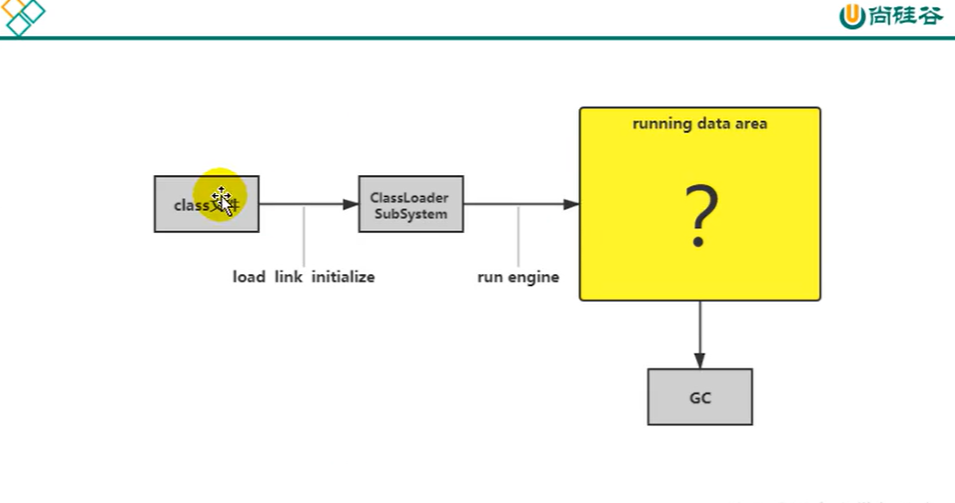 尚硅谷
running data area
?
class文件
ClassLoader
SubSystem
load link initialize
run engine
GC